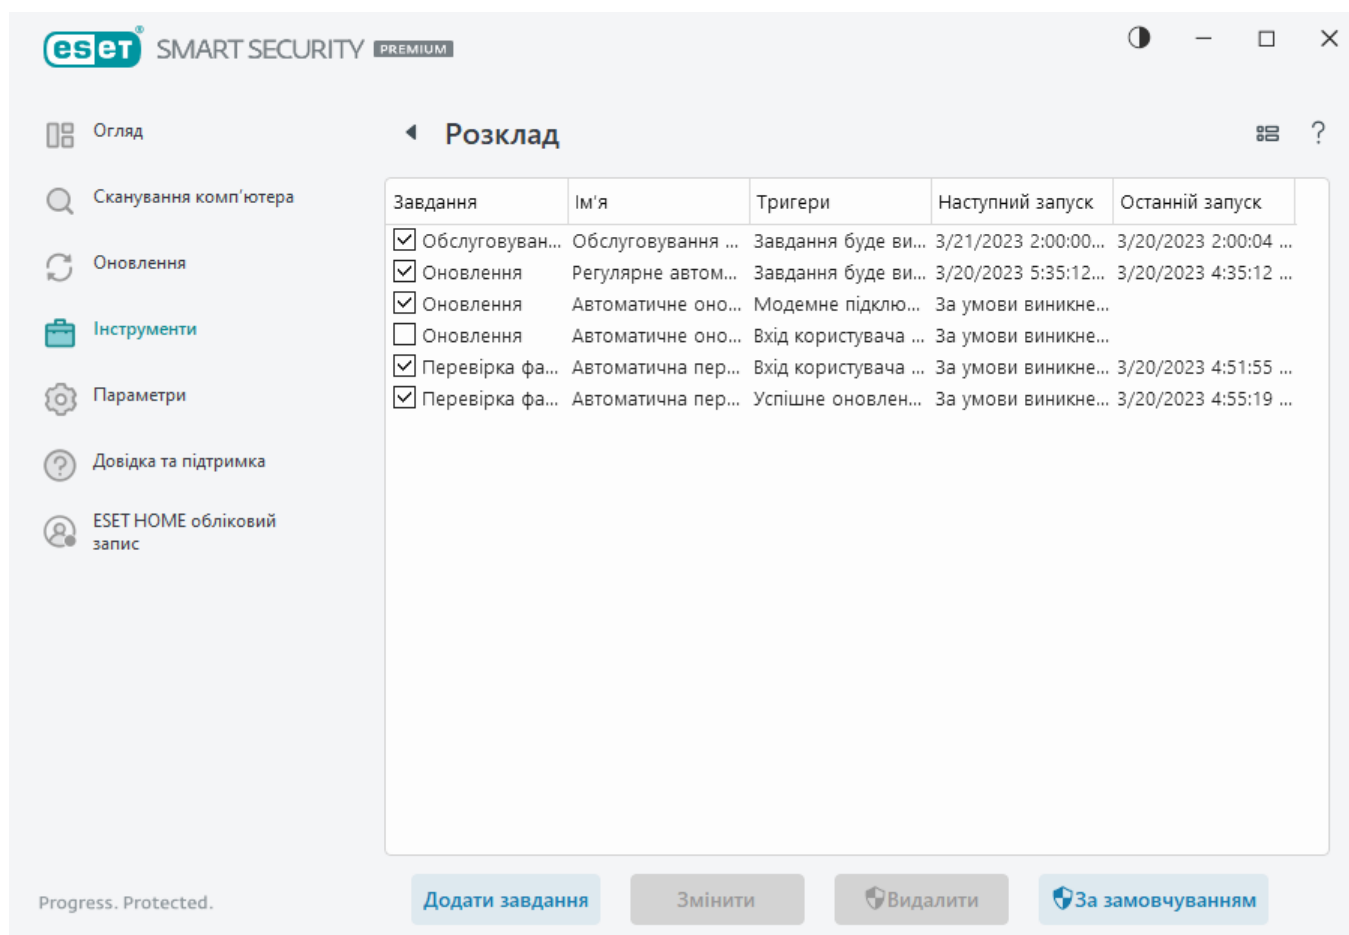 eseT® SMART SECURITY PREMIUM
Огляд
Сканування комп'ютера
Оновлення
Інструменти
Параметри
Довідка та підтримка
ESET HOME обліковий
запис
Progress. Protected.
Розклад
?
Завдання Ім'я Тригери Наступний запуск Останній запуск
Обслуговуван... Обслуговування ... Завдання буде ви... 3/21/2023 2:00:00... 3/20/2023 2:00:04 ...
Оновлення Регулярне автом... Завдання буде ви... 3/20/2023 5:35:12... 3/20/2023 4:35:12 ...
Оновлення Автоматичне оно... Модемне підклю... За умови виникне...
Оновлення Автоматичне оно... Вхід користувача ... За умови виникне...
Перевірка фа... Автоматична пер... Вхід користувача ... За умови виникне... 3/20/2023 4:51:55 ...
Перевірка фа... Автоматична пер... Успішне оновлен... За умови виникне... 3/20/2023 4:55:19 ...
Додати завдання Змінити Видалити За замовчуванням